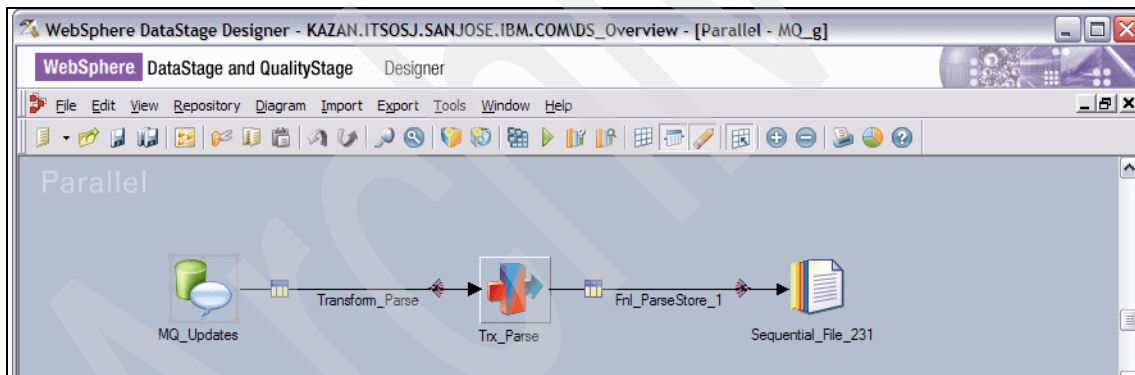 WebSphere DataStage Designer - KAZAN.ITSOSJ.SANJOSE.IBM.COM\DS_Overview - [Parallel - MQ_g]
WebSphere. DataStage and QualityStage Designer
File Edit View Repository Diagram Import Export Tools Window Help
Parallel
Transform_Parse Fnl_ParseStore_1
MQ_Updates Trx_Parse Sequential_File_231